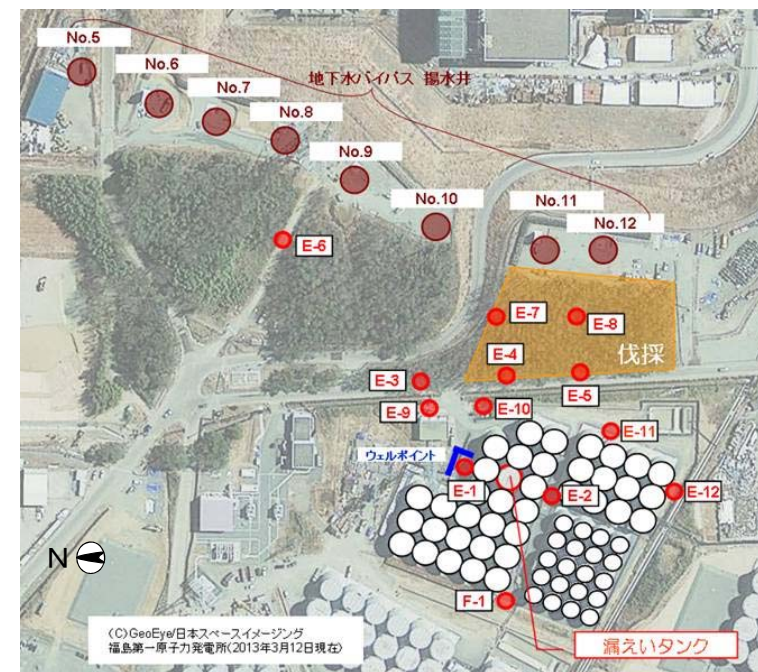 No.5
No.6
No.7
地下水バイパス 揚水井
No.8
No.9
No.10
No.11
No.12
E-6
E-7
E-8
伐採
E-4
E-3
E-5
E-9
E-10
E-11
ウェルポイント
E-1
E-2
E-12
N
F-1
(C)GeoEye/日本スペースイメージング
福島第一原子力発電所(2013年3月12日現在)
漏えいタンク